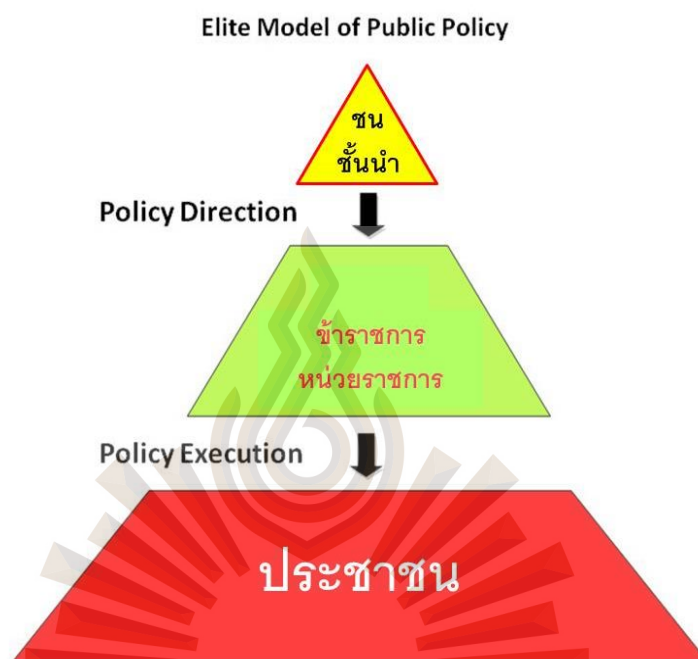 Elite Model of Public Policy
ชน
ชั้นนำ
Policy Direction
ข้าราชการ
หน่วยราชการ
Policy Execution
ประชาชน